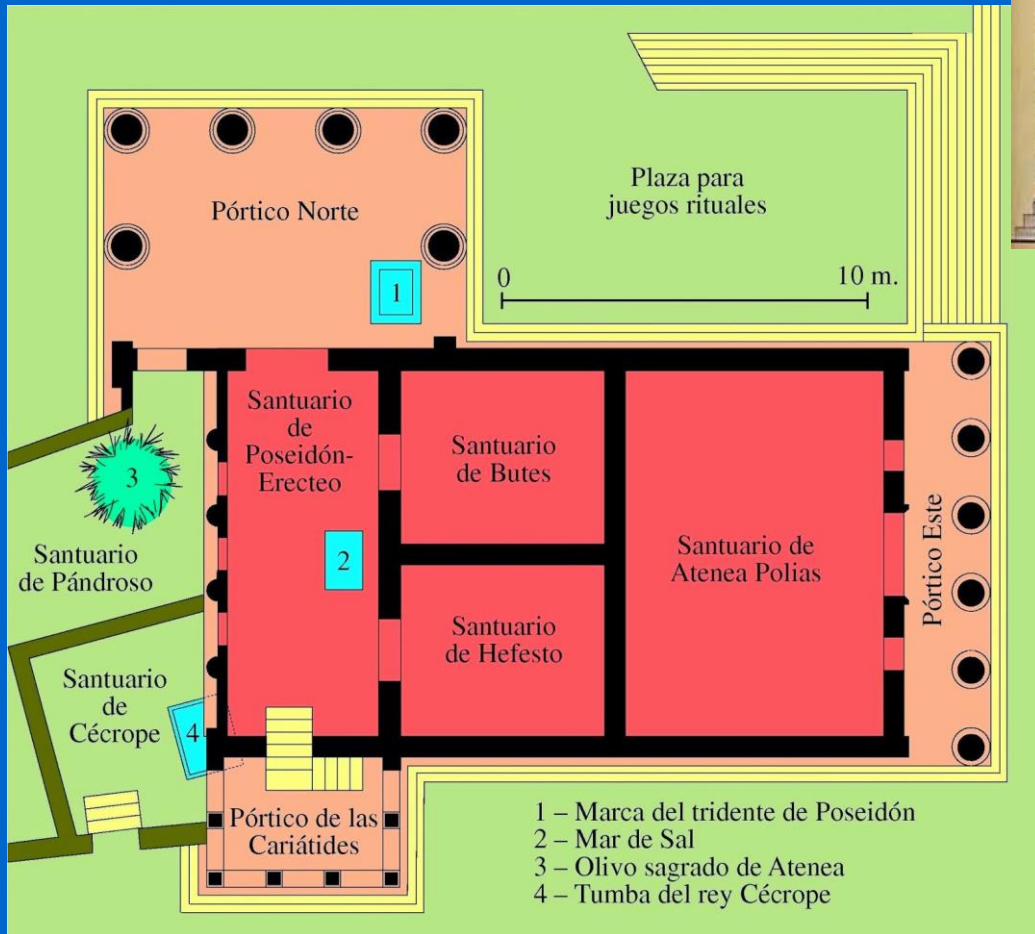 Pórtico Norte
Plaza para
juegos rituales
0
10 m.
1
Santuario
de
Poseidón-
Erecteo
Santuario
de Butes
3
2
Santuario de
Atenea Polias
Pórtico Este
Santuario
de Pándroso
Santuario
de Hefesto
Santuario
de
Cécrope
4
Pórtico de las
Cariátides
1 – Marca del tridente de Poseidón
2 – Mar de Sal
3 – Olivo sagrado de Atenea
4 – Tumba del rey Cécrope